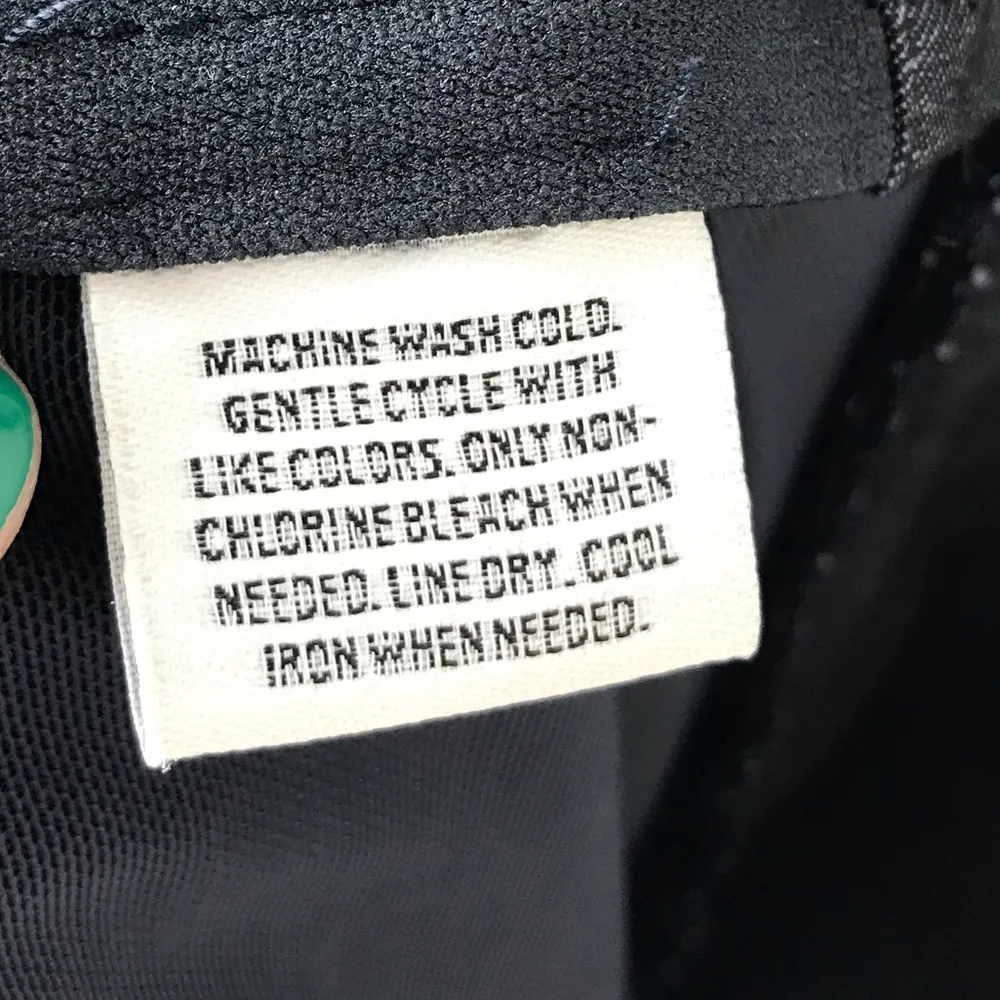 MACHINE WASH COLD.
GENTLE CYCLE WITH
LIKE COLORS. ONLY NON-
CHLORINE BLEACH WHEN
NEEDED. LINE DRY. COOL
IRON WHEN NEEDED.